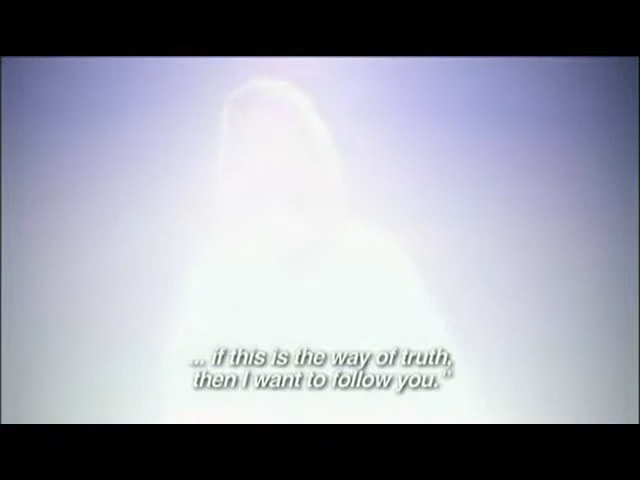 ... if this is the way of truth,
then I want to follow you."